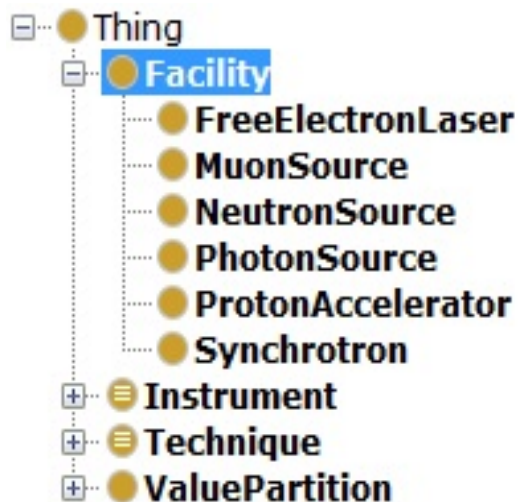 Thing
Facility
FreeElectronLaser
MuonSource
NeutronSource
PhotonSource
ProtonAccelerator
Synchrotron
Instrument
Technique
ValuePartition